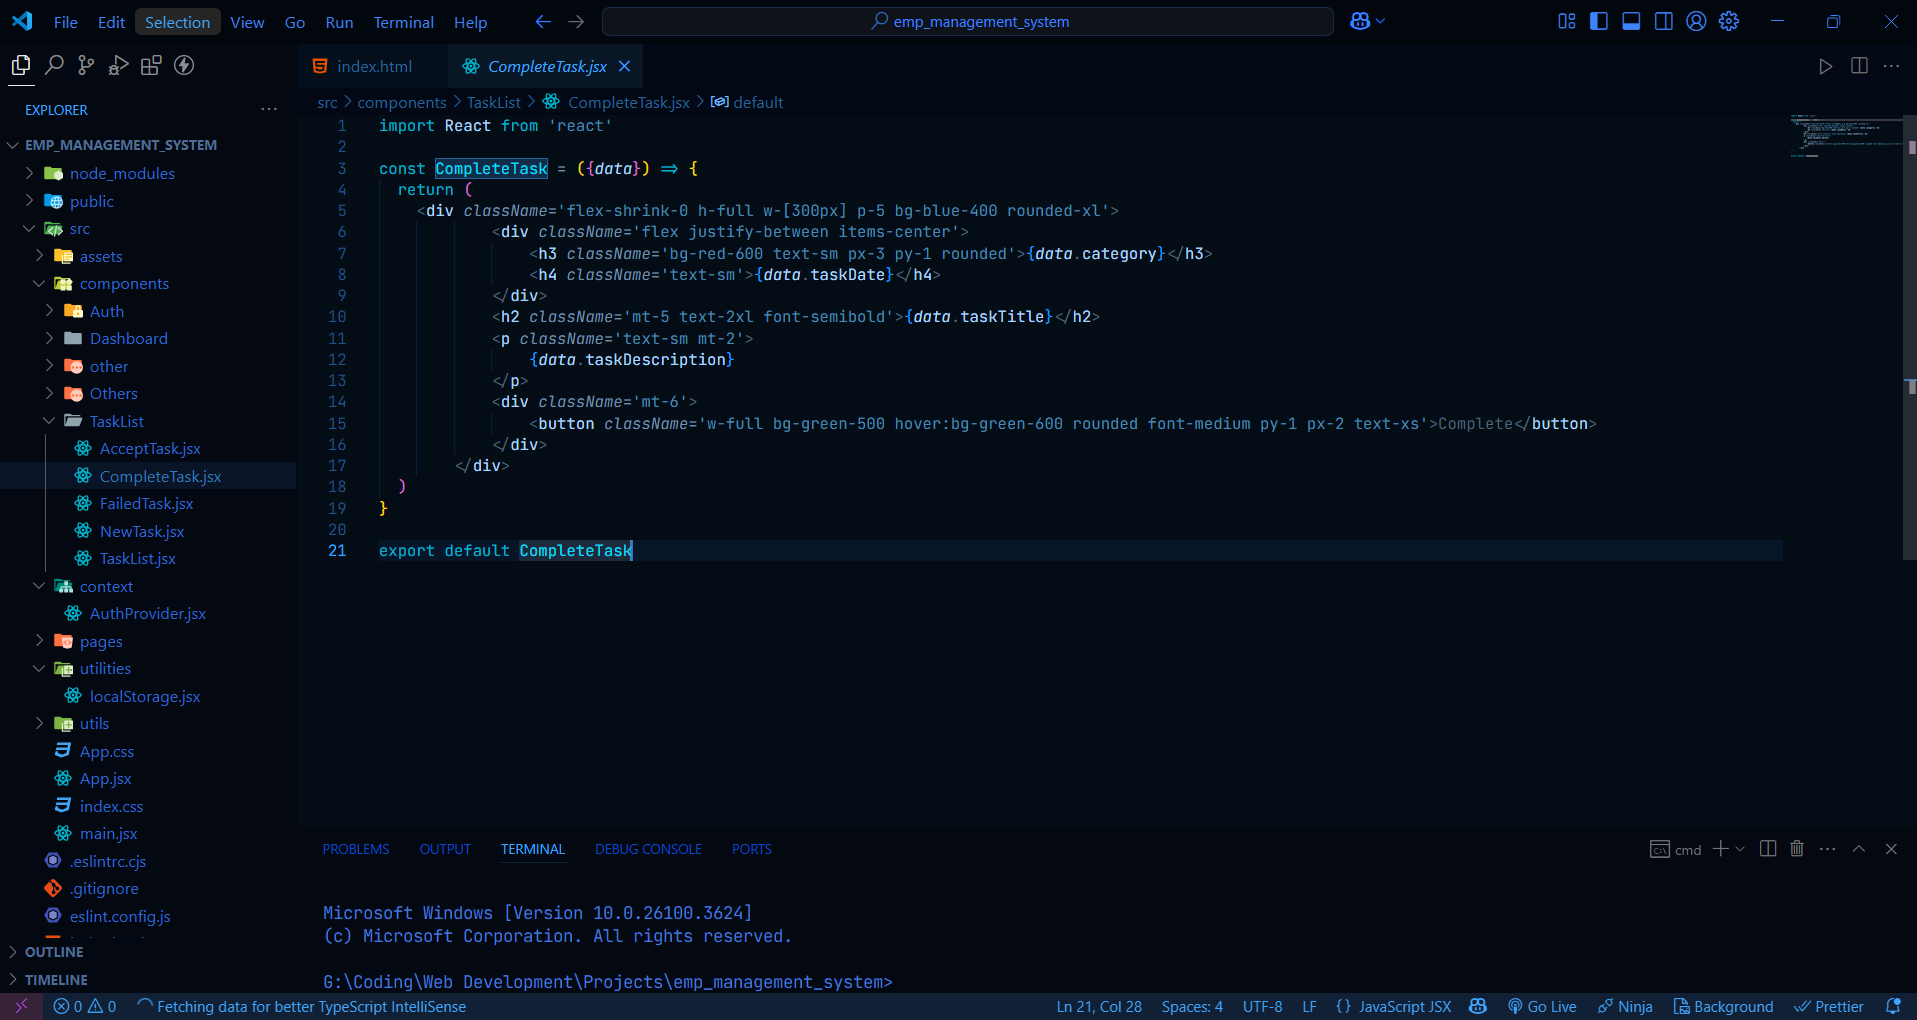 File Edit Selection View Go Run Terminal Help
emp_management_system
EXPLORER
EMP_MANAGEMENT_SYSTEM
node_modules
public
src
assets
components
Auth
Dashboard
other
Others
TaskList
AcceptTask.jsx
CompleteTask.jsx
FailedTask.jsx
NewTask.jsx
TaskList.jsx
context
AuthProvider.jsx
pages
utilities
localStorage.jsx
utils
App.css
App.jsx
index.css
main.jsx
.eslintrc.cjs
.gitignore
eslint.config.js
OUTLINE
TIMELINE
index.html CompleteTask.jsx
src > components > TaskList > CompleteTask.jsx > default
1 import React from 'react'
2
3 const CompleteTask = ({data}) => {
4 return (
5 <div className='flex-shrink-0 h-full w-[300px] p-5 bg-blue-400 rounded-xl'>
6 <div className='flex justify-between items-center'>
7 <h3 className='bg-red-600 text-sm px-3 py-1 rounded'>{data.category}</h3>
8 <h4 className='text-sm'>{data.taskDate}</h4>
9 </div>
10 <h2 className='mt-5 text-2xl font-semibold'>{data.taskTitle}</h2>
11 <p className='text-sm mt-2'>
12 {data.taskDescription}
13 </p>
14 <div className='mt-6'>
15 <button className='w-full bg-green-500 hover:bg-green-600 rounded font-medium py-1 px-2 text-xs'>Complete</button>
16 </div>
17 </div>
18 )
19 }
20
21 export default CompleteTask
PROBLEMS OUTPUT TERMINAL DEBUG CONSOLE PORTS
cmd
Microsoft Windows [Version 10.0.26100.3624]
(c) Microsoft Corporation. All rights reserved.
G:\Coding\Web Development\Projects\emp_management_system>
0 0 Fetching data for better TypeScript IntelliSense
Ln 21, Col 28 Spaces: 4 UTF-8 LF {} JavaScript JSX Go Live Ninja Background Prettier